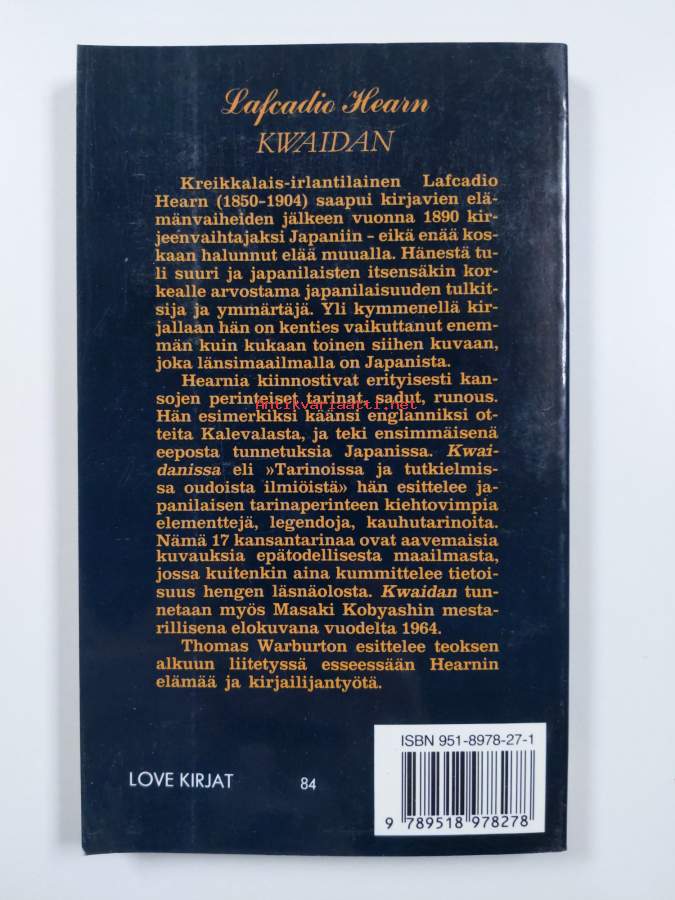 Lafcadio Hearn
KWAIDAN
Kreikkalais-irlantilainen Lafcadio
Hearn (1850-1904) saapui kirjavien elä-
mänvaiheiden jälkeen vuonna 1890 kir-
jeenvaihtajaksi Japaniin – eikä enää kos-
kaan halunnut elää muualla. Hänestä tu-
li suuri ja japanilaisten itsensäkin kor-
kealle arvostama japanilaisuuden tulkit-
sija ja ymmärtäjä. Yli kymmenellä kir-
jallaan hän on kenties vaikuttanut enem-
män kuin kukaan toinen siihen kuvaan,
joka länsimaailmalla on Japanista.
Hearnia kiinnostivat erityisesti kan-
sojen perinteiset tarinat, sadut, runous.
Antikvariaatti.net
Hän esimerkiksi käänsi englanniksi ot-
teita Kalevalasta, ja teki ensimmäisenä
eeposta tunnetuksia Japanissa. Kwai-
danissa eli »Tarinoissa ja tutkielmis-
sa oudoista ilmiöistä» hän esittelee ja-
panilaisen tarinaperinteen kiehtovimpia
elementtejä, legendoja, kauhutarinoita.
Nämä 17 kansantarinaa ovat aavemaisia
kuvauksia epätodellisesta maailmasta,
jossa kuitenkin aina kummittelee tietoi-
suus hengen läsnäolosta. Kwaidan tun-
netaan myös Masaki Kobyashin mesta-
rillisena elokuvana vuodelta 1964.
Thomas Warburton esittelee teoksen
alkuun liitetyssä esseessään Hearnin
elämää ja kirjailijantyötä.
ISBN 951-8978-27-1
LOVE KIRJAT 84
9 789518 978278